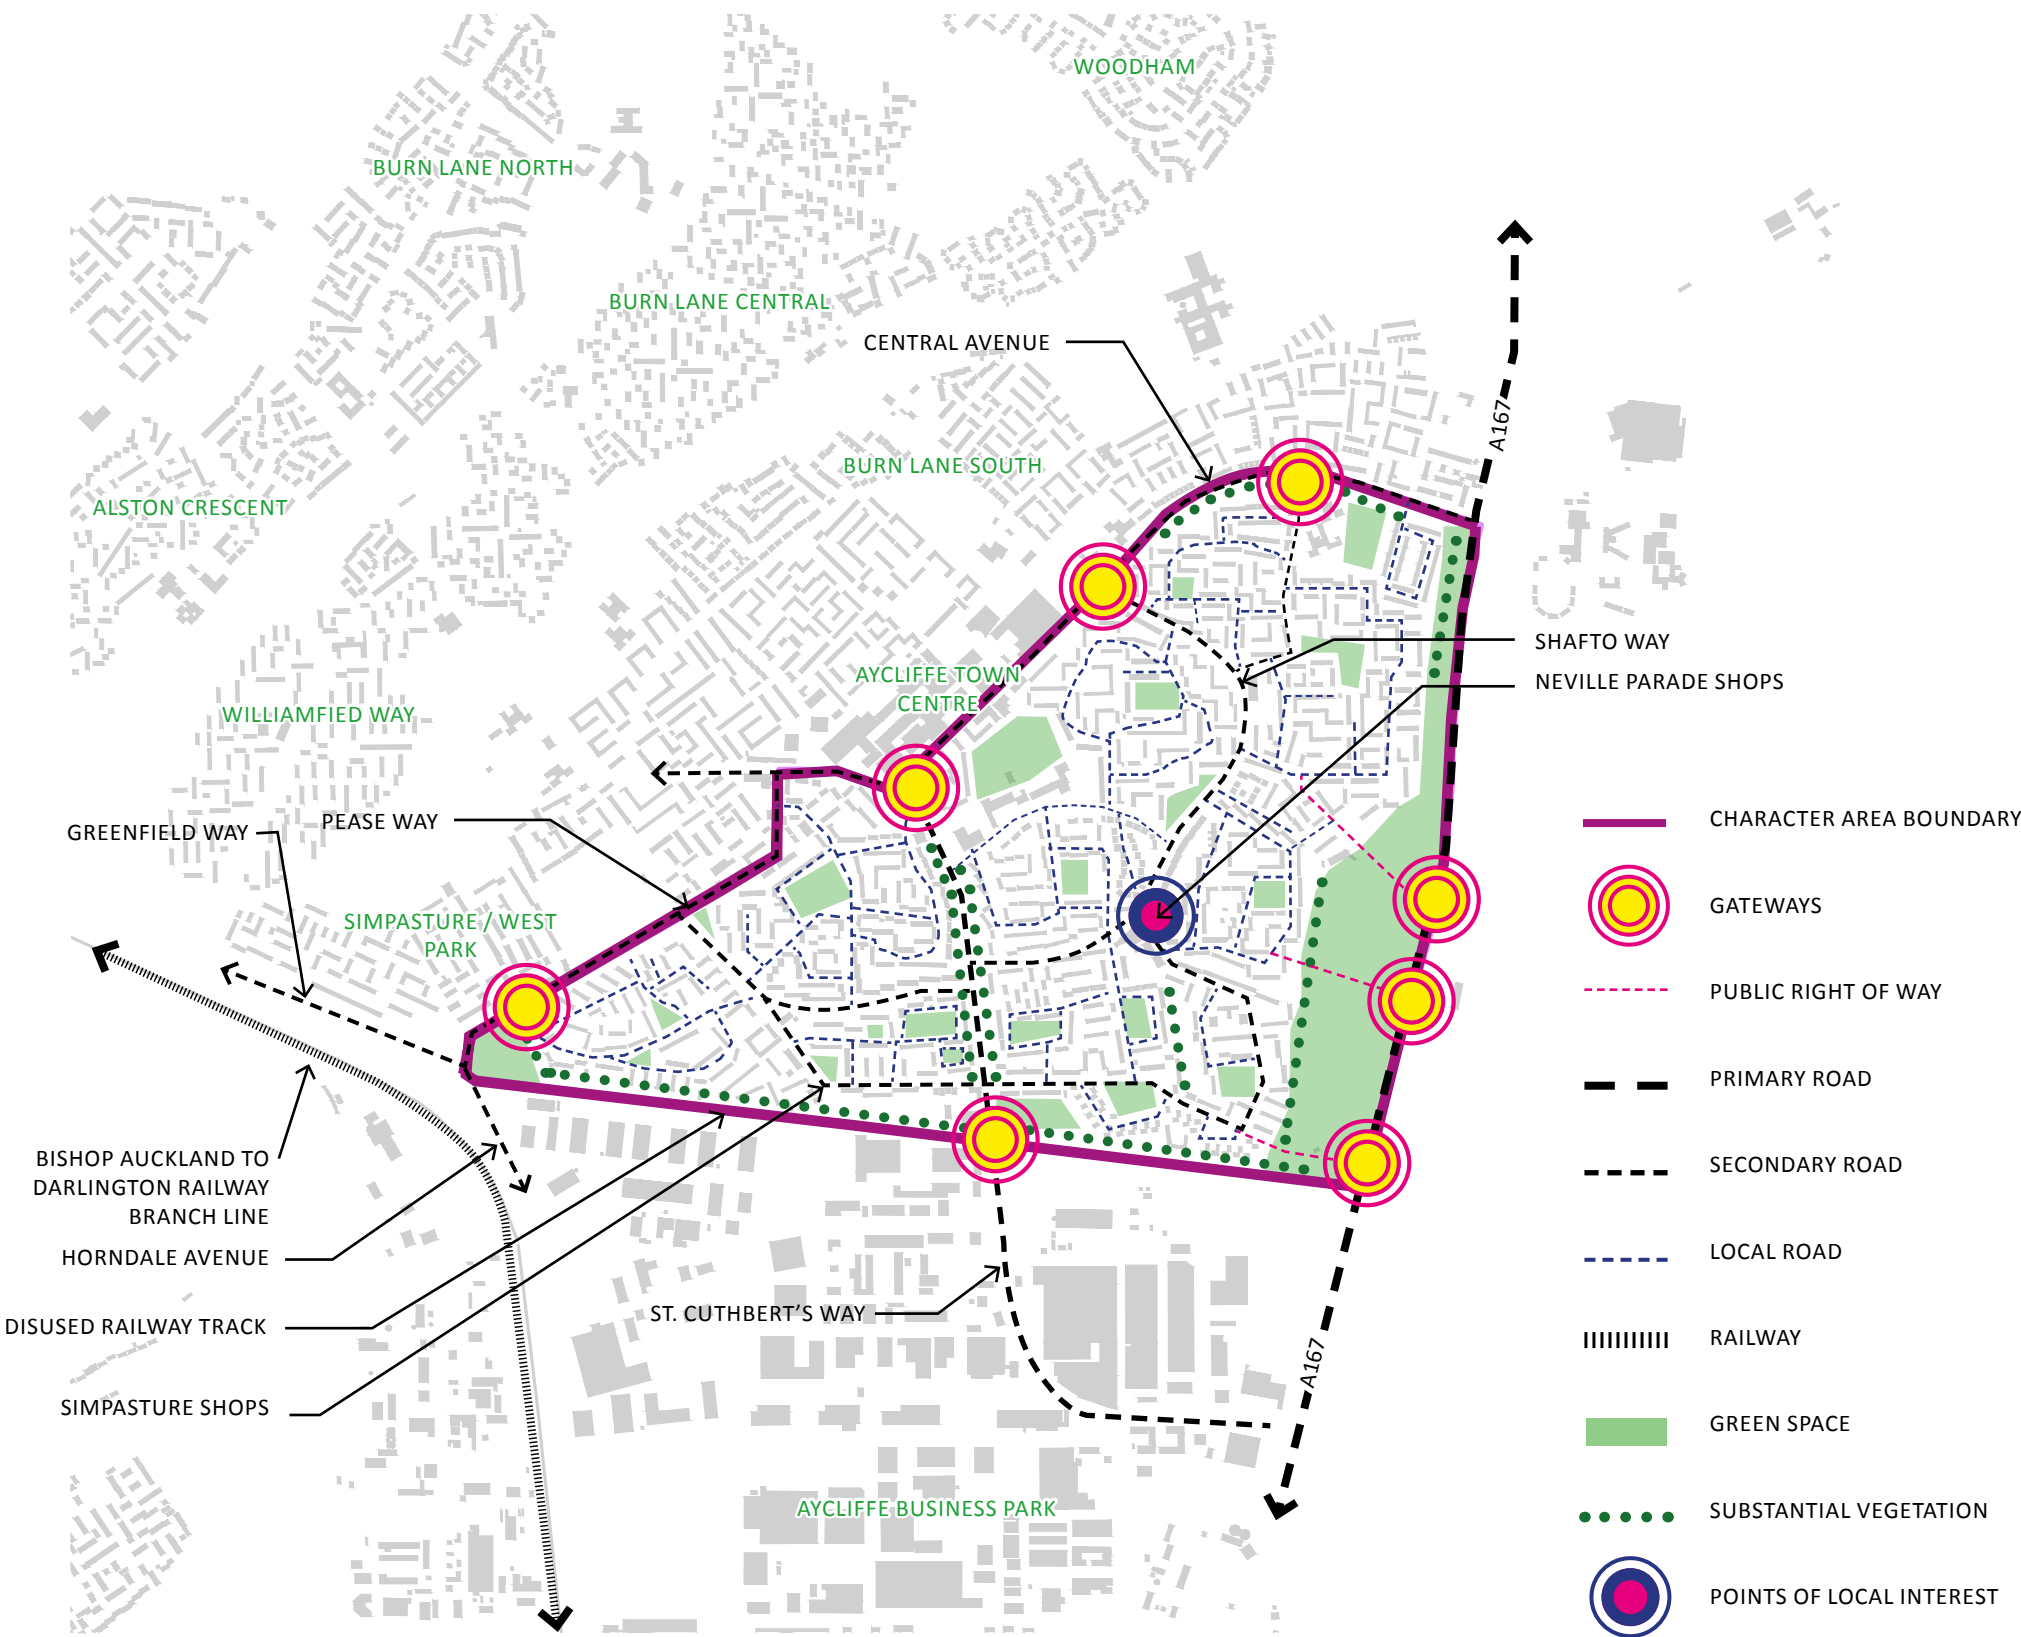 WOODHAM
BURN LANE NORTH
BURN LANE CENTRAL
CENTRAL AVENUE
A167
BURN LANE SOUTH
ALSTON CRESCENT
SHAFTO WAY
AYCLIFFE TOWN
CENTRE
NEVILLE PARADE SHOPS
WILLIAMFIED WAY
GREENFIELD WAY
PEASE WAY
SIMPASTURE / WEST
PARK
BISHOP AUCKLAND TO
DARLINGTON RAILWAY
BRANCH LINE
HORNDALE AVENUE
DISUSED RAILWAY TRACK
ST. CUTHBERT'S WAY
A167
SIMPASTURE SHOPS
AYCLIFFE BUSINESS PARK
CHARACTER AREA BOUNDARY
GATEWAYS
PUBLIC RIGHT OF WAY
PRIMARY ROAD
SECONDARY ROAD
LOCAL ROAD
RAILWAY
GREEN SPACE
SUBSTANTIAL VEGETATION
POINTS OF LOCAL INTEREST